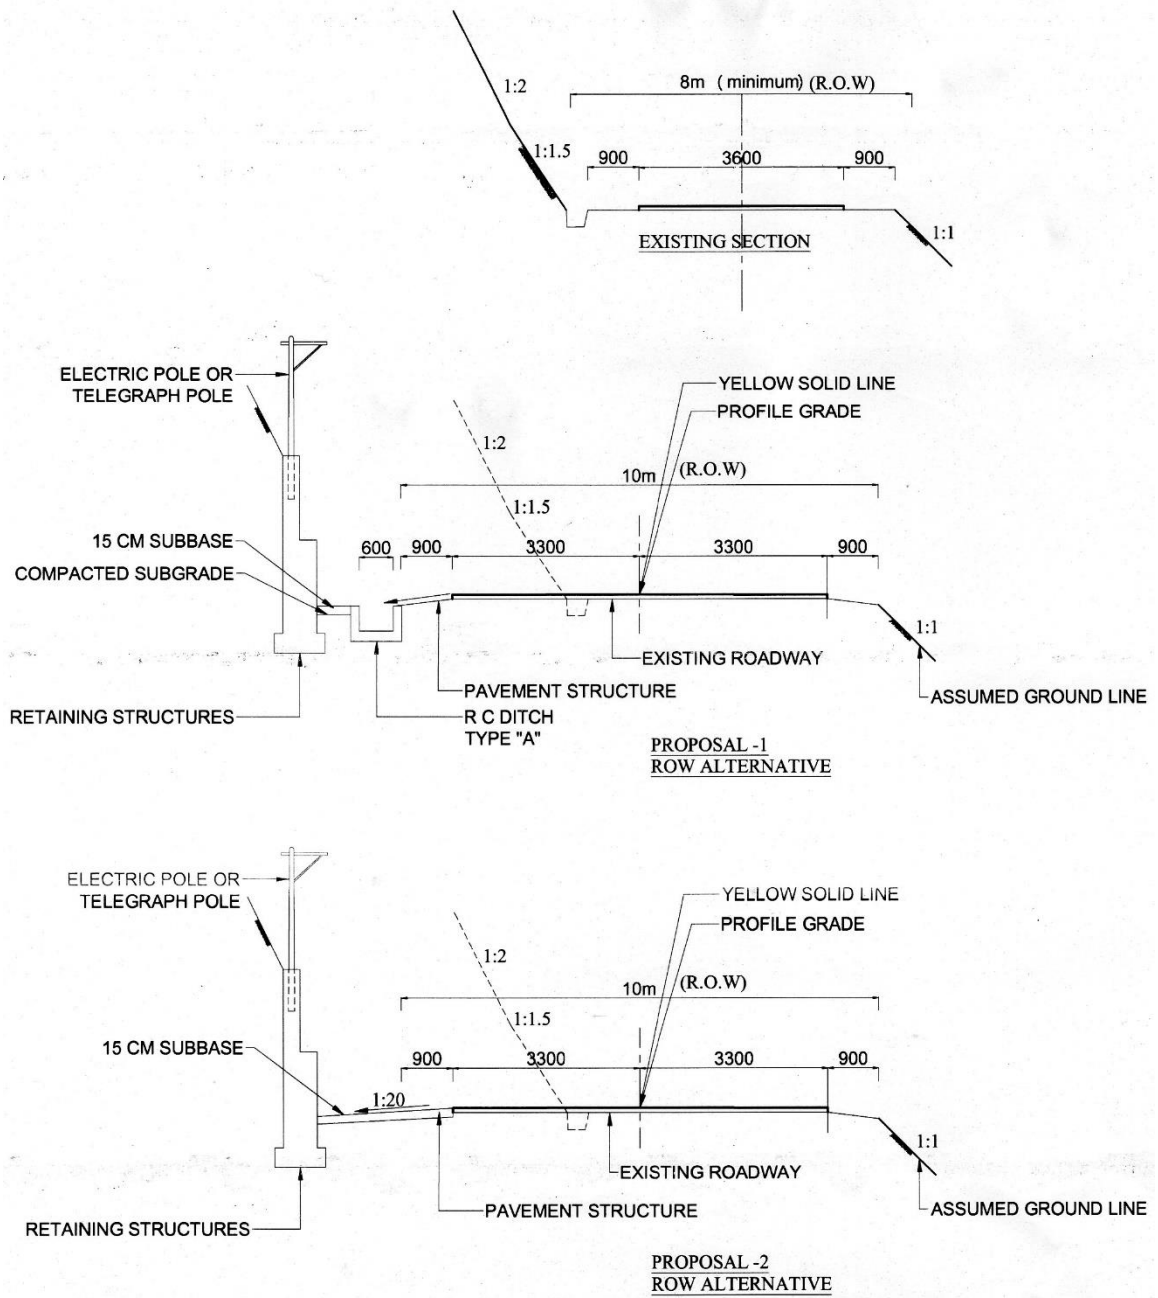 1:2
8m ( minimum) (R.O.W)
1:1.5
900 3600 900
1:1
EXISTING SECTION
ELECTRIC POLE OR
TELEGRAPH POLE
YELLOW SOLID LINE
PROFILE GRADE
1:2
10m (R.O.W)
1:1.5
15 CM SUBBASE
COMPACTED SUBGRADE
600 900 3300 3300 900
1:1
EXISTING ROADWAY
PAVEMENT STRUCTURE
ASSUMED GROUND LINE
RETAINING STRUCTURES
R C DITCH
TYPE "A"
PROPOSAL -1
ROW ALTERNATIVE
ELECTRIC POLE OR
TELEGRAPH POLE
YELLOW SOLID LINE
PROFILE GRADE
1:2
10m (R.O.W)
1:1.5
15 CM SUBBASE
900 3300 3300 900
1:20
1:1
EXISTING ROADWAY
PAVEMENT STRUCTURE
ASSUMED GROUND LINE
RETAINING STRUCTURES
PROPOSAL -2
ROW ALTERNATIVE